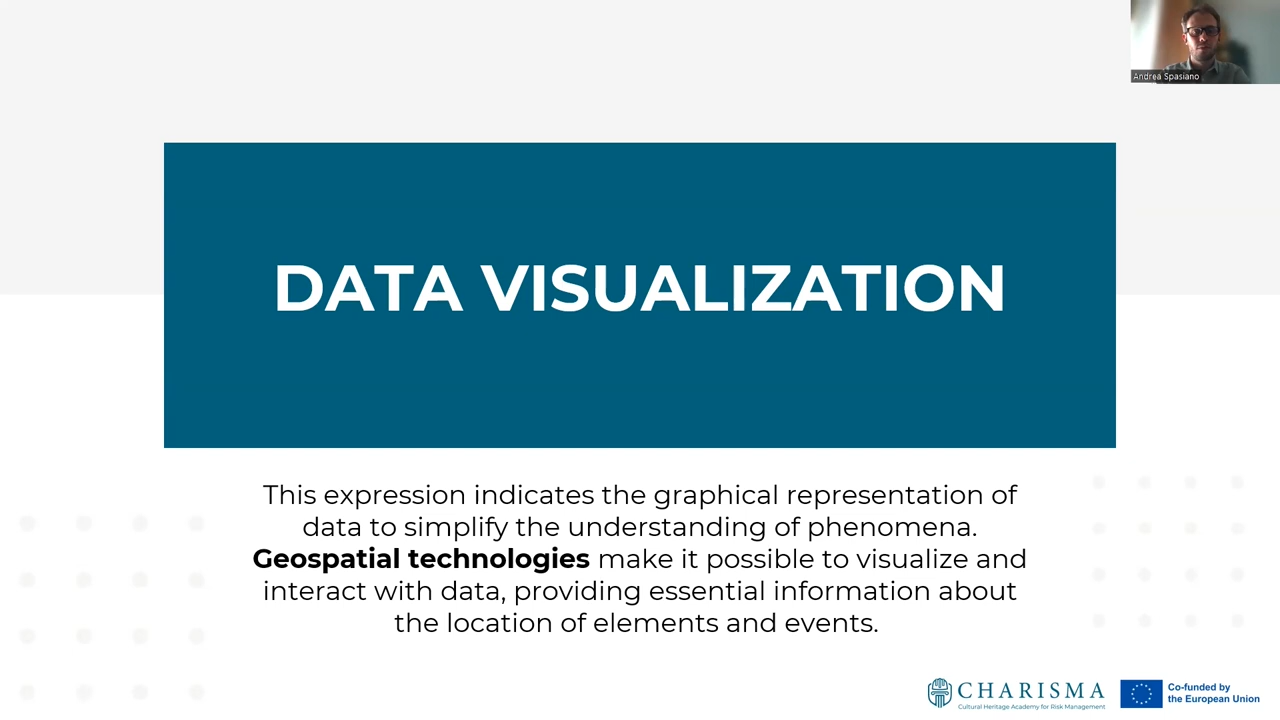 Andrea Spasiano
DATA VISUALIZATION
This expression indicates the graphical representation of
data to simplify the understanding of phenomena.
Geospatial technologies make it possible to visualize and
interact with data, providing essential information about
the location of elements and events.
CHARISMA
Cultural Heritage Academy for Risk Management
Co-funded by
the European Union